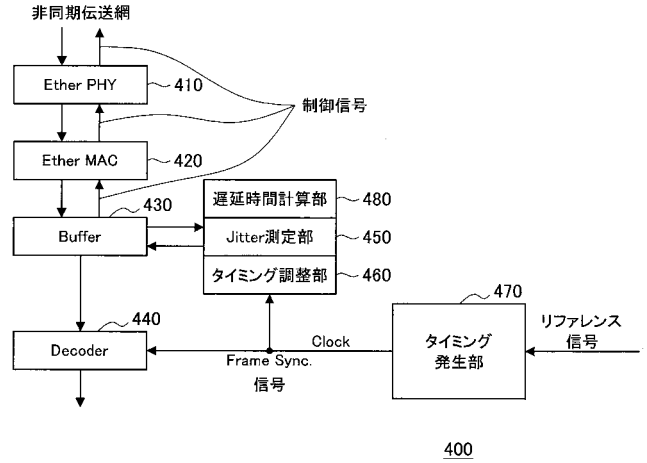 非同期伝送網
Ether PHY
410
制御信号
Ether MAC
420
430
Buffer
遅延時間計算部
480
Jitter測定部
450
タイミング調整部
460
440
Decoder
470
タイミング
発生部
リファレンス
信号
Clock
Frame Sync.
信号
400